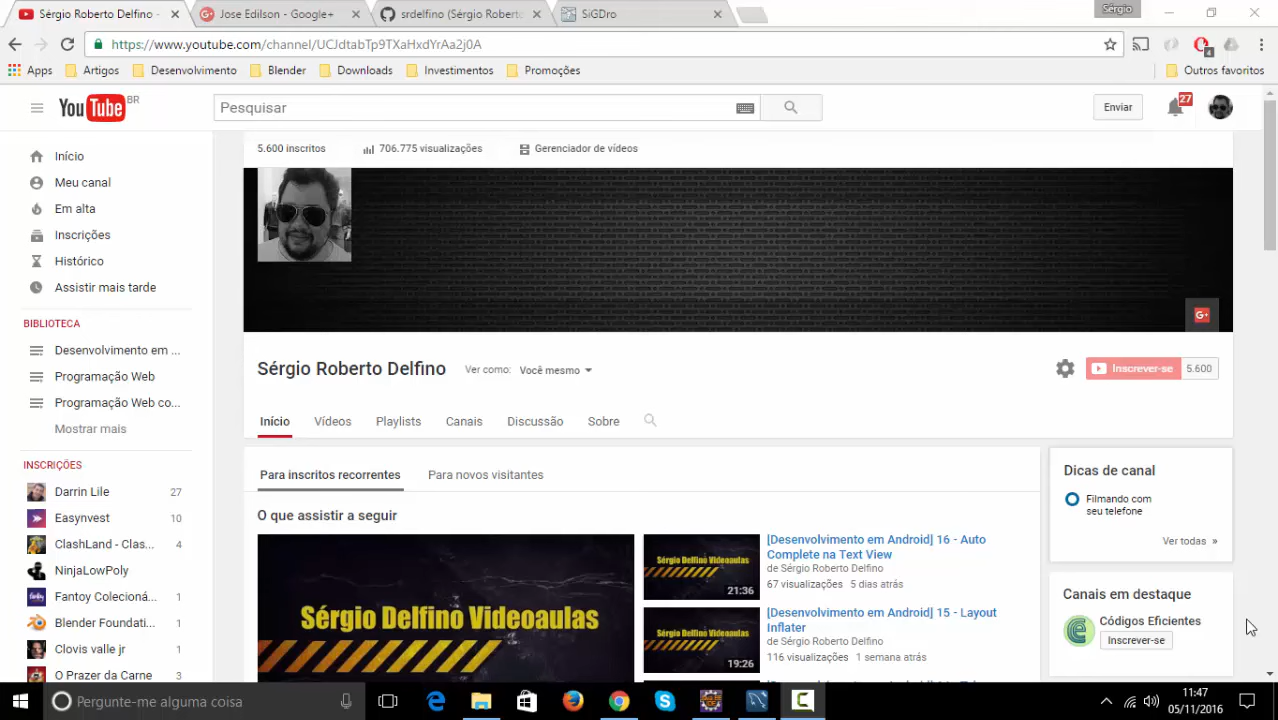 Sérgio Roberto Delfino -
Jose Edilson - Google+
srdelfino (Sérgio Robert
SiGDro
Sérgio
https://www.youtube.com/channel/UCJdtabTp9TXaHxdYrAa2j0A
4
Apps
Artigos
Desenvolvimento
Blender
Downloads
Investimentos
Promoções
Outros favoritos
YouTube BR
Pesquisar
Enviar
27
Início
Meu canal
Em alta
Inscrições
Histórico
Assistir mais tarde
BIBLIOTECA
Desenvolvimento em ...
Programação Web
Programação Web co...
Mostrar mais
INSCRIÇÕES
Darrin Lile 27
Easynvest 10
ClashLand - Clas... 4
NinjaLowPoly
Fantoy Colecioná... 1
Blender Foundati... 1
Clovis valle jr 1
O Prazer da Carne 3
5.600 inscritos
706.775 visualizações
Gerenciador de vídeos
Sérgio Roberto Delfino
Ver como: Você mesmo
Inscrever-se 5.600
Início
Vídeos
Playlists
Canais
Discussão
Sobre
Para inscritos recorrentes
Para novos visitantes
O que assistir a seguir
Sérgio Delfino Videoaulas
Sérgio Delfino Videoaulas
21:36
[Desenvolvimento em Android] 16 - Auto
Complete na Text View
de Sérgio Roberto Delfino
67 visualizações 5 dias atrás
Sérgio Delfino Videoaulas
19:26
[Desenvolvimento em Android] 15 - Layout
Inflater
de Sérgio Roberto Delfino
116 visualizações 1 semana atrás
Dicas de canal
Filmando com
seu telefone
Ver todas »
Canais em destaque
Códigos Eficientes
Inscrever-se
Pergunte-me alguma coisa
11:47
05/11/2016